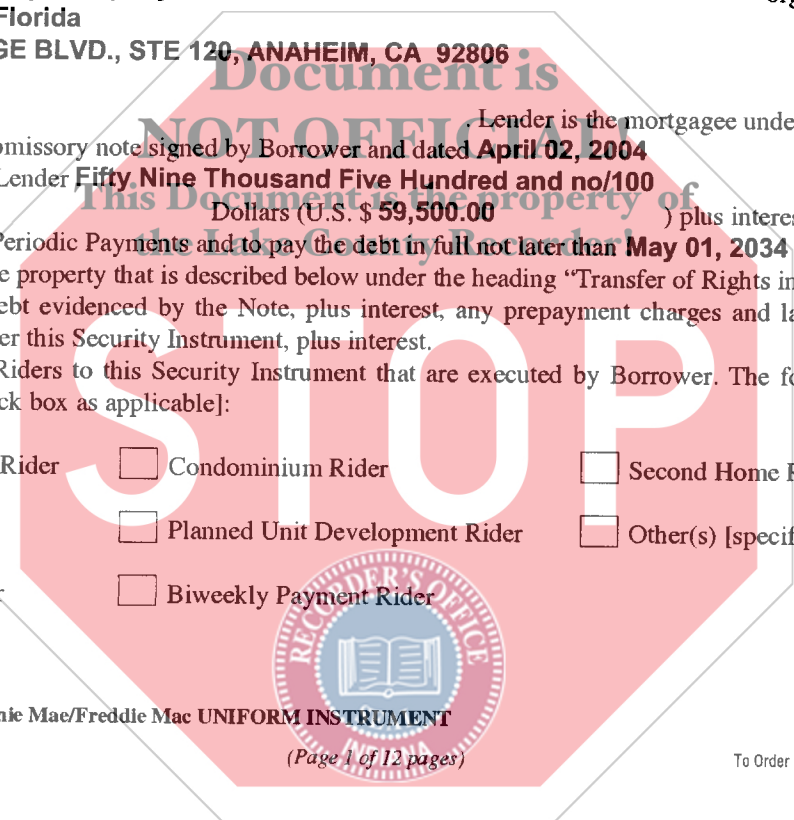 Florida
GE BLVD., STE 120, ANAHEIM, CA 92806
Document is
. Lender is the mortgagee unde
NOT OFFICIAL!
omissory note signed by Borrower and dated April 02, 2004
Lender Fifty Nine Thousand Five Hundred and no/100
This Document is the property of
Dollars (U.S. $ 59,500.00 ) plus interes
the Lake County Recorder!
Periodic Payments and to pay the debt in full not later than May 01, 2034
e property that is described below under the heading “Transfer of Rights in
ebt evidenced by the Note, plus interest, any prepayment charges and la
er this Security Instrument, plus interest.
Riders to this Security Instrument that are executed by Borrower. The fo
ck box as applicable]:
STOP
Rider Condominium Rider Second Home R
Planned Unit Development Rider Other(s) [specif
r Biweekly Payment Rider
RECORDER'S OFFICE
nie Mae/Freddie Mac UNIFORM INSTRUMENT
INDIANA
(Page 1 of 12 pages)
To Order